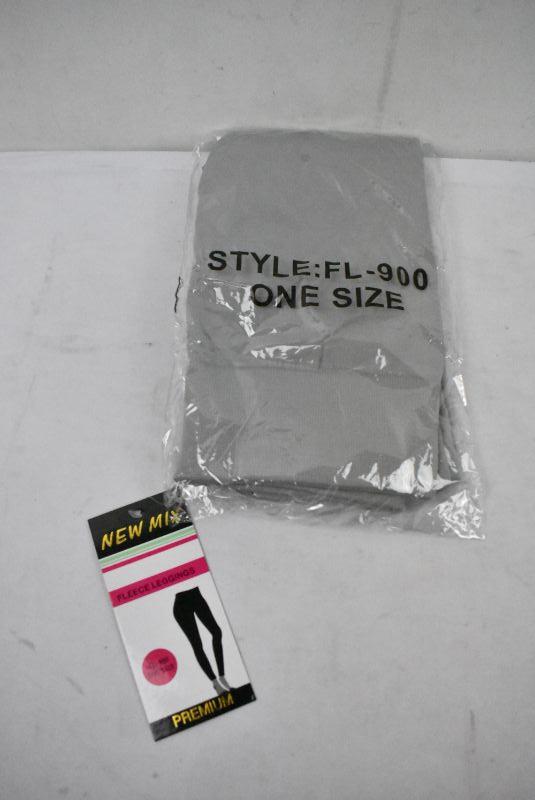 STYLE:FL-900
ONE SIZE
NEW MIX
FLEECE LEGGINGS
PREMIUM